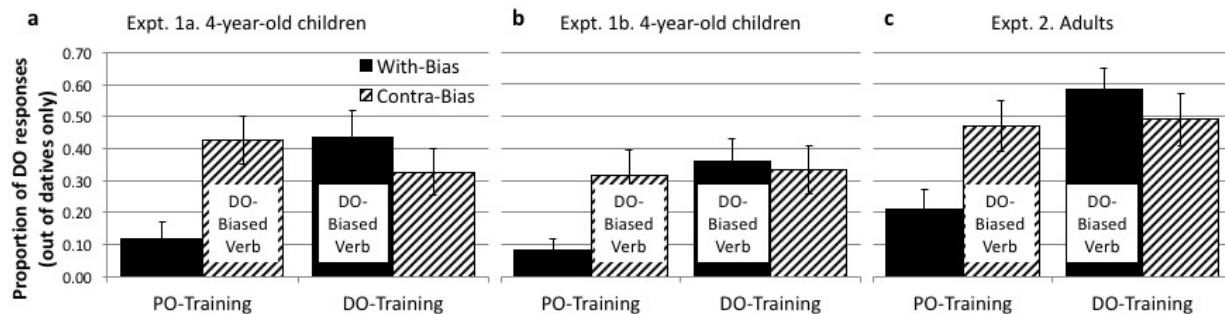 a Expt. 1a. 4-year-old children
b Expt. 1b. 4-year-old children
c Expt. 2. Adults
Proportion of DO responses
(out of datives only)
0.70
0.60
0.50
0.40
0.30
0.20
0.10
0.00
With-Bias
Contra-Bias
DO-
Biased
Verb
DO-
Biased
Verb
PO-Training DO-Training
DO-
Biased
Verb
DO-
Biased
Verb
PO-Training DO-Training
DO-
Biased
Verb
DO-
Biased
Verb
PO-Training DO-Training